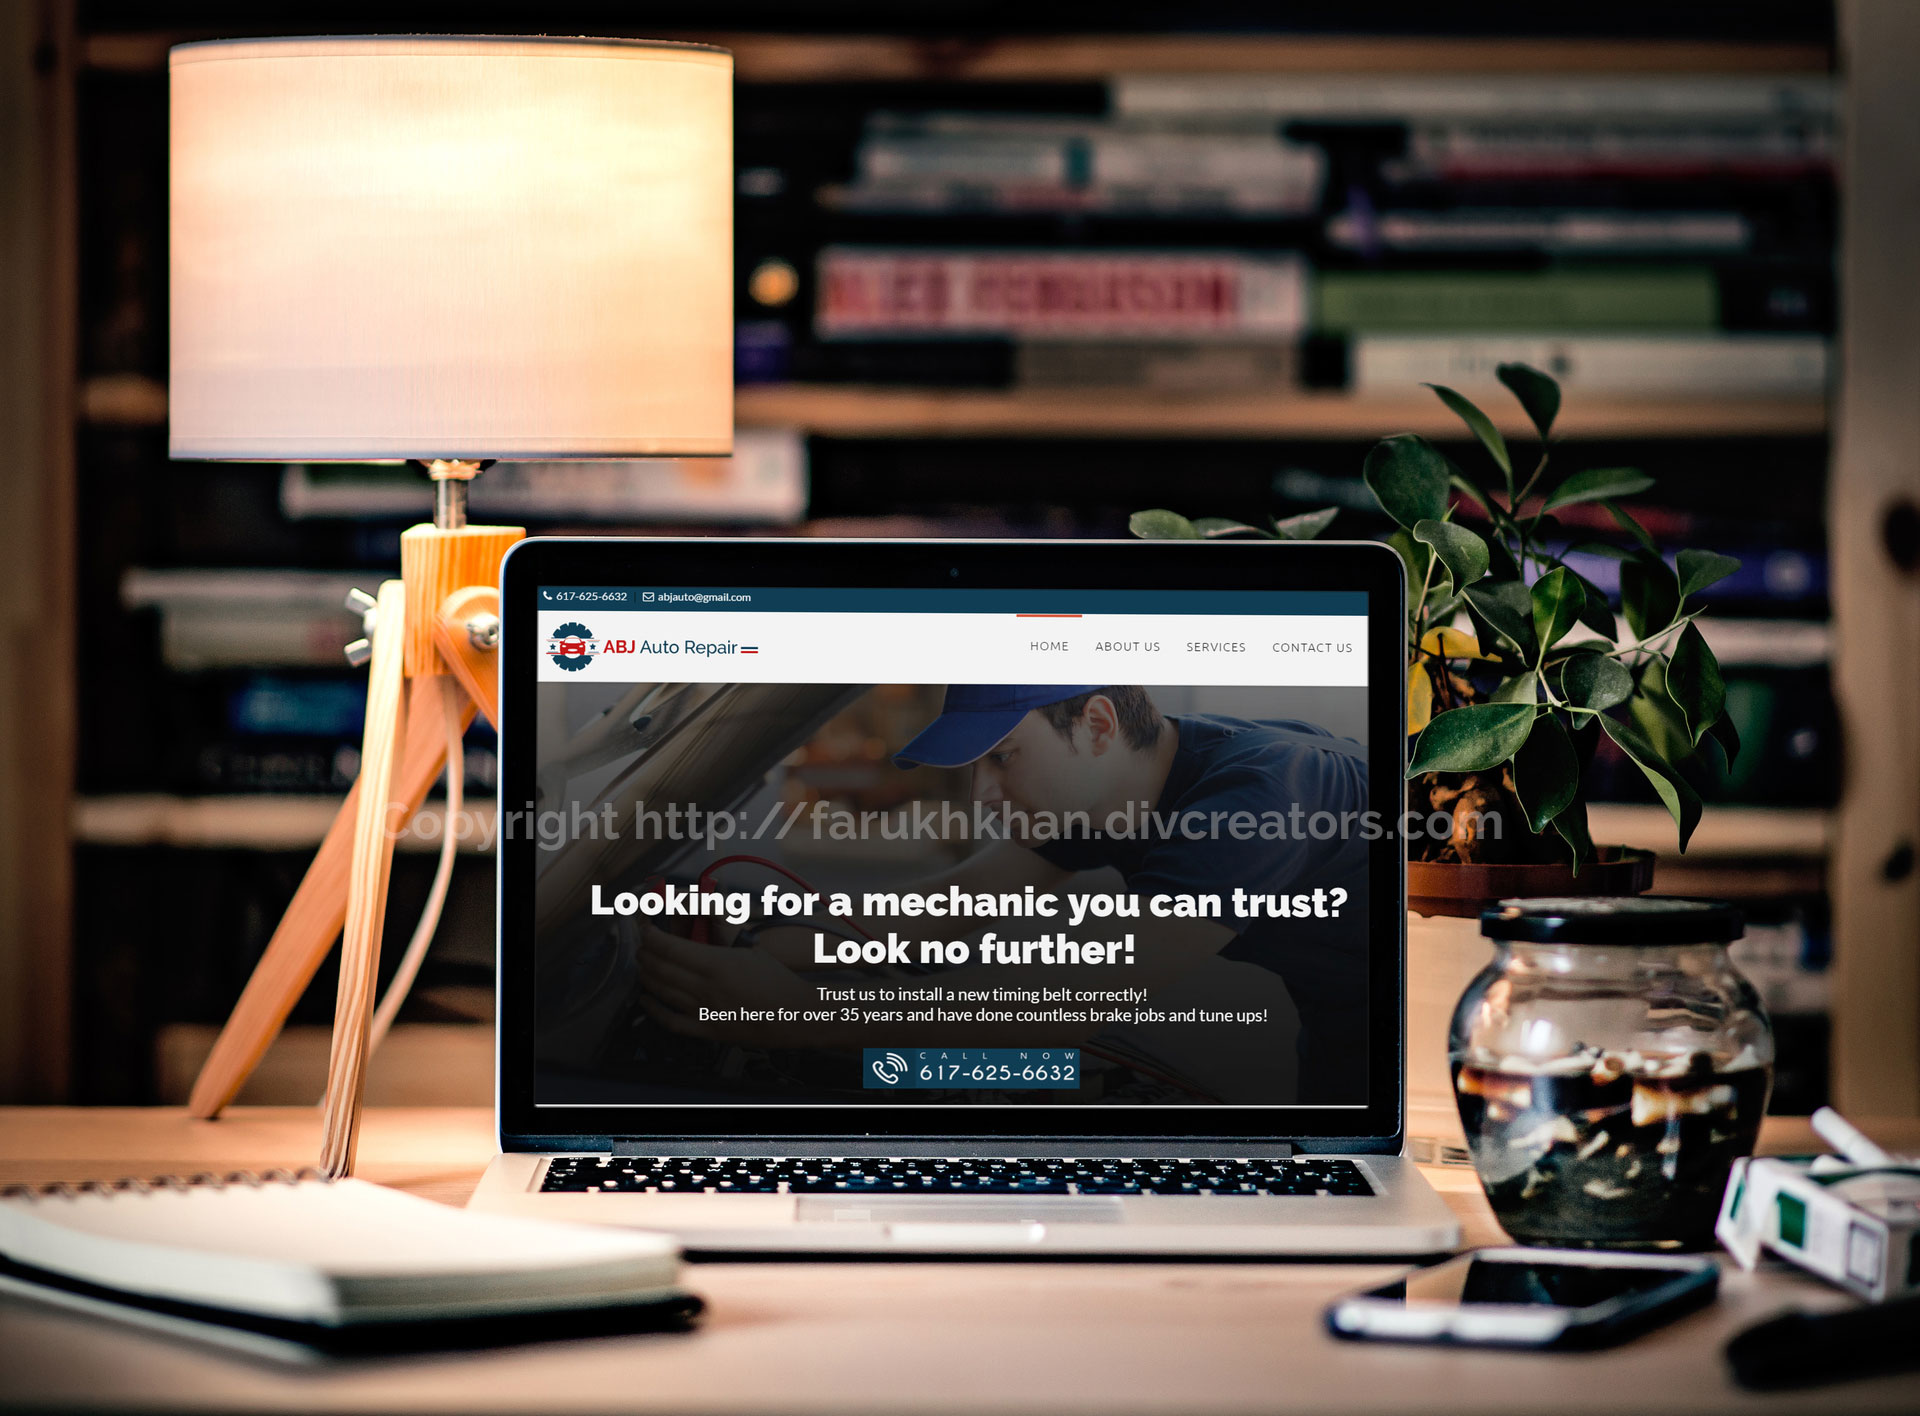 617-625-6632 abjauto@gmail.com
ABJ Auto Repair
HOME ABOUT US SERVICES CONTACT US
Copyright http://farukhkhan.divcreators.com
Looking for a mechanic you can trust?
Look no further!
Trust us to install a new timing belt correctly!
Been here for over 35 years and have done countless brake jobs and tune ups!
CALL NOW
617-625-6632